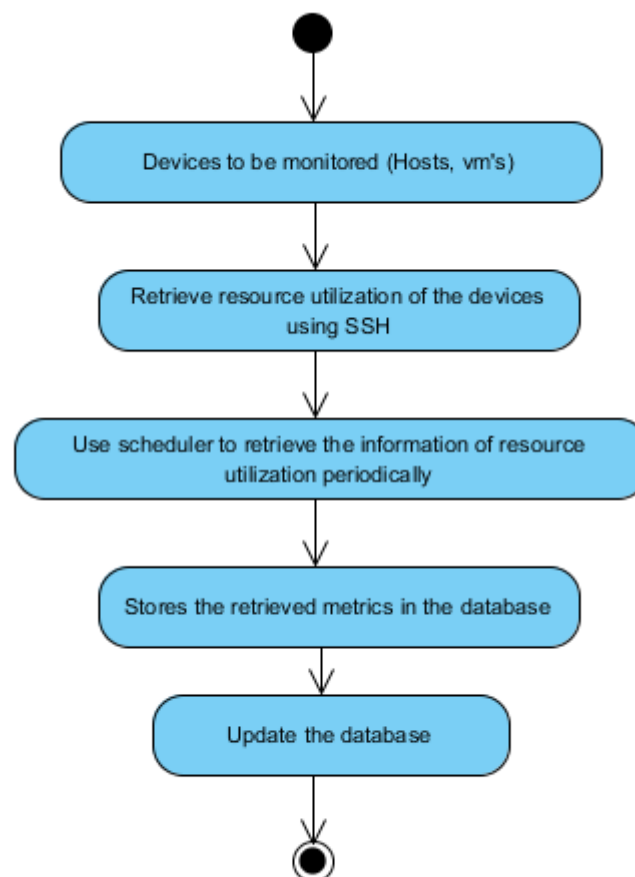 Devices to be monitored (Hosts, vm's)
Retrieve resource utilization of the devices
using SSH
Use scheduler to retrieve the information of resource
utilization periodically
Stores the retrieved metrics in the database
Update the database